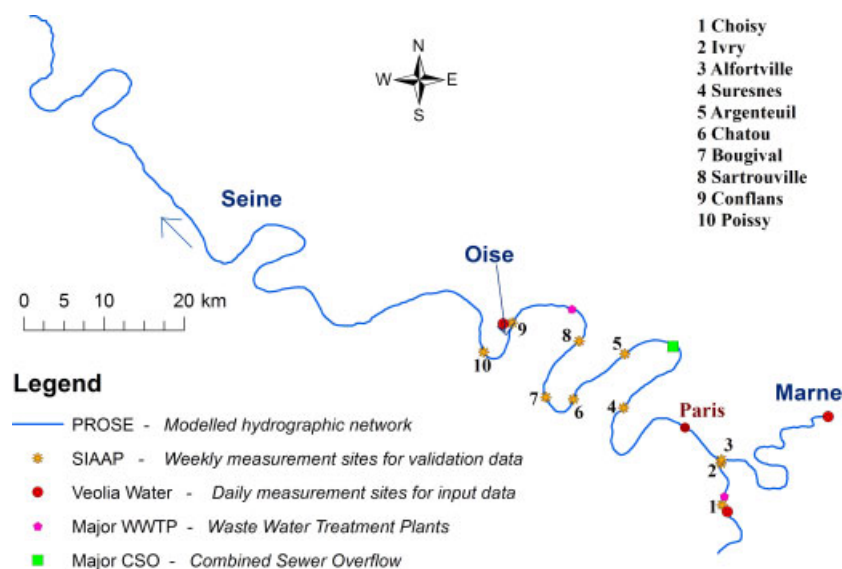 1 Choisy
2 Ivry
3 Alfortville
4 Suresnes
5 Argenteuil
6 Chatou
7 Bougival
8 Sartrouville
9 Conflans
10 Poissy
N
W E
S
Seine
Oise
0 5 10 20 km
9
8
5
10
7
6
4
Paris
Marne
3
2
1
Legend
PROSE - Modelled hydrographic network
SIAAP - Weekly measurement sites for validation data
Veolia Water - Daily measurement sites for input data
Major WWTP - Waste Water Treatment Plants
Major CSO - Combined Sewer Overflow